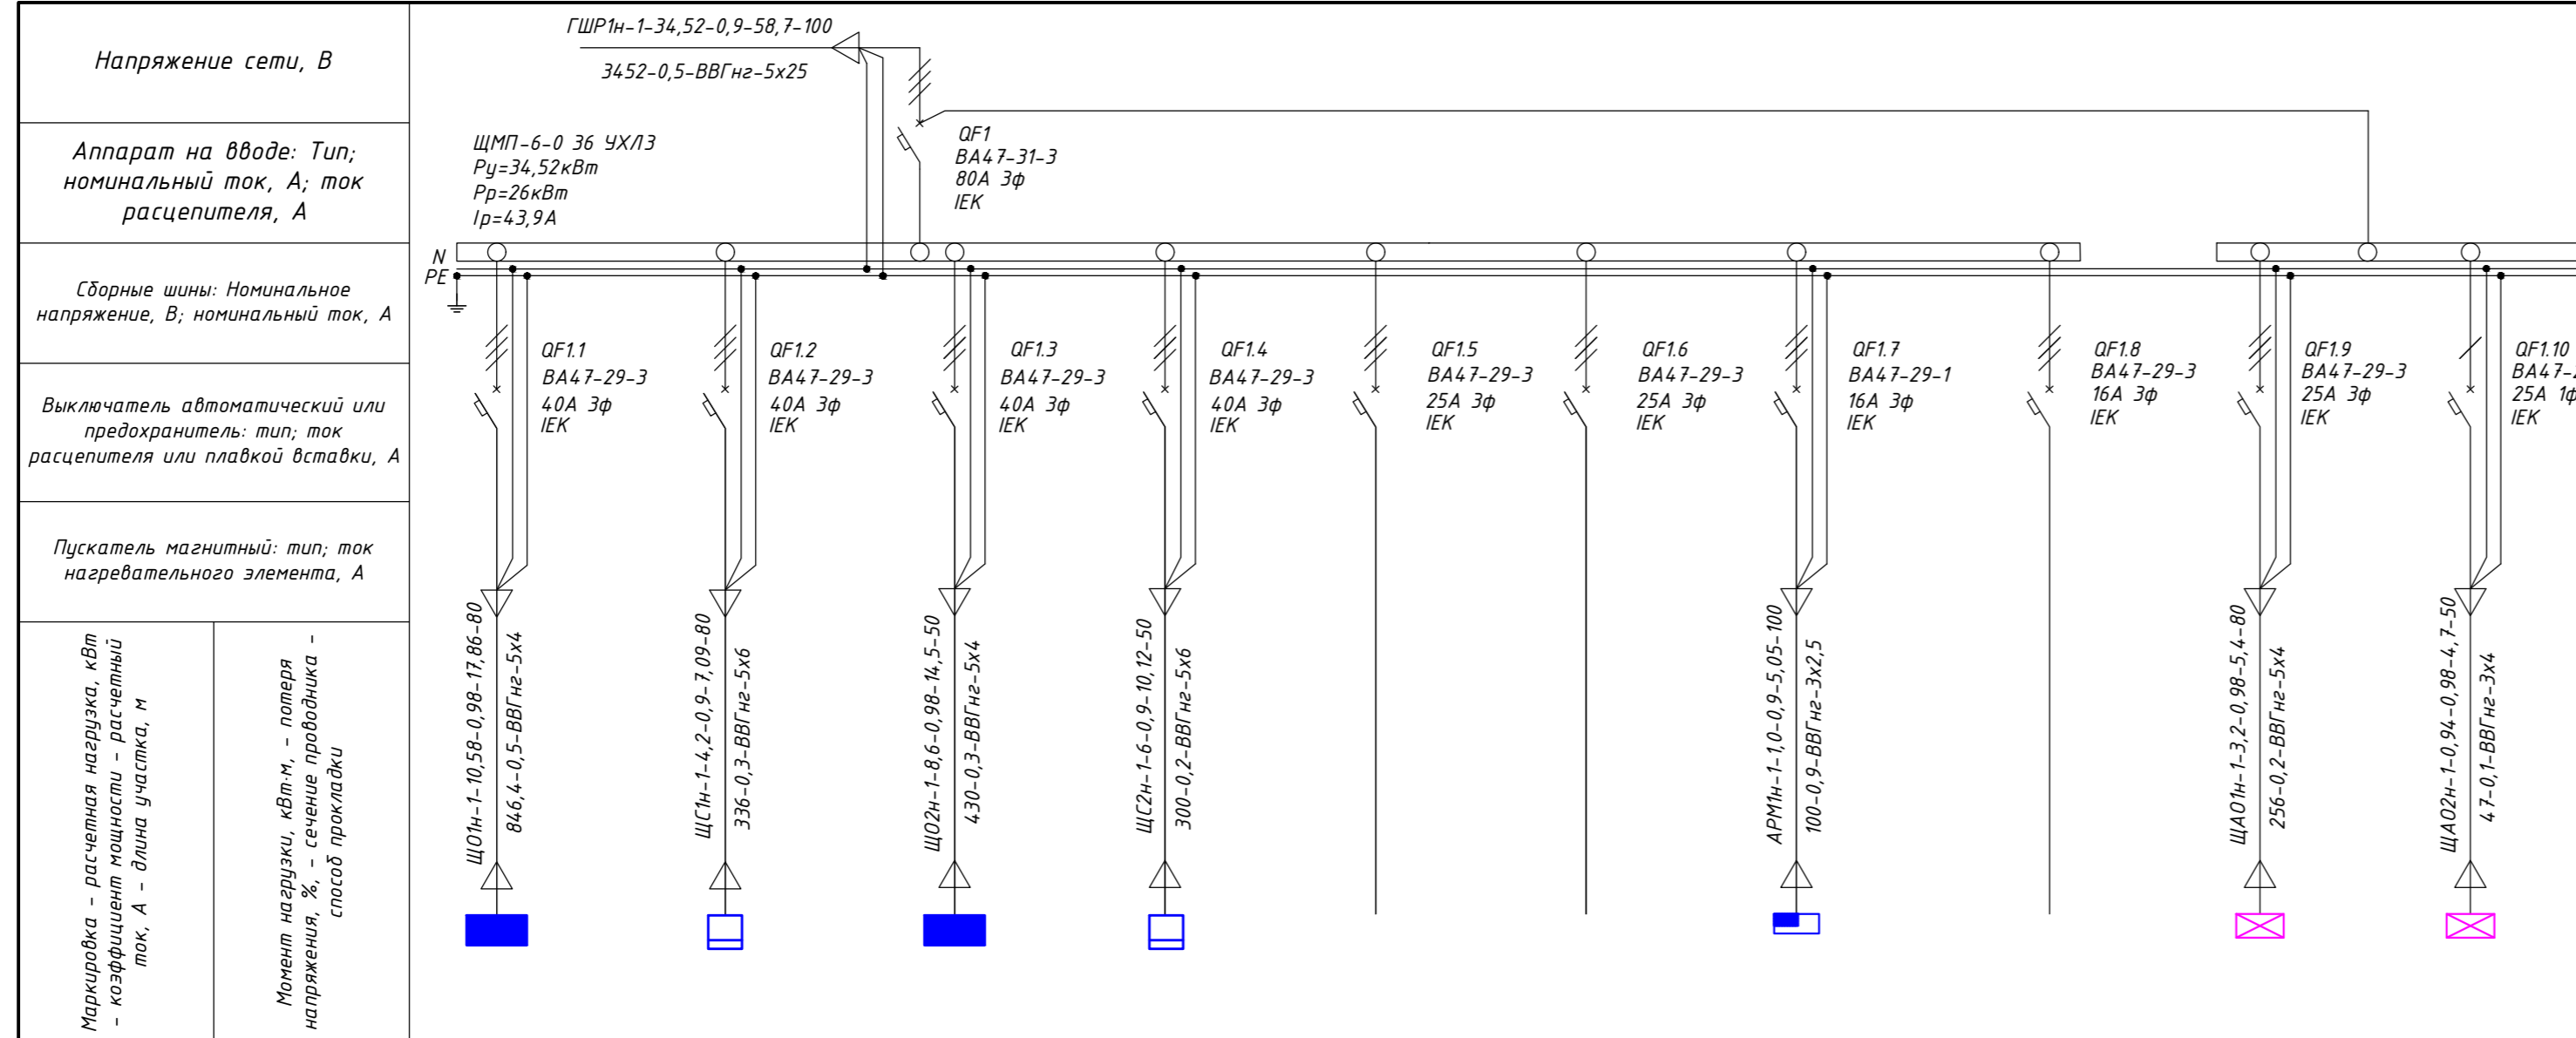 Напряжение сети, В
Аппарат на вводе: Тип;
номинальный ток, А; ток
расцепителя, А
Сборные шины: Номинальное
напряжение, В; номинальный ток, А
Выключатель автоматический или
предохранитель: тип; ток
расцепителя или плавкой вставки, А
Пускатель магнитный: тип; ток
нагревательного элемента, А
Маркировка - расчетная нагрузка, кВт
- коэффициент мощности - расчетный
ток, А - длина участка, м
Момент нагрузки, кВт·м, - потеря
напряжения, %, - сечение проводника -
способ прокладки
ГШР1н-1-34,52-0,9-58,7-100
3452-0,5-ВВГнг-5х25
ЩМП-6-0 36 УХЛ3
Ру=34,52кВт
Рр=26кВт
Iр=43,9А
QF1
ВА47-31-3
80А 3ф
IEK
N
PE
QF1.1
ВА47-29-3
40А 3ф
IEK
QF1.2
ВА47-29-3
40А 3ф
IEK
QF1.3
ВА47-29-3
40А 3ф
IEK
QF1.4
ВА47-29-3
40А 3ф
IEK
QF1.5
ВА47-29-3
25А 3ф
IEK
QF1.6
ВА47-29-3
25А 3ф
IEK
QF1.7
ВА47-29-1
16А 3ф
IEK
QF1.8
ВА47-29-3
16А 3ф
IEK
QF1.9
ВА47-29-3
25А 3ф
IEK
QF1.10
ВА47-2
25А 1ф
IEK
ЩО1н-1-10,58-0,98-17,86-80
846,4-0,5-ВВГнг-5х4
ЩС1н-1-4,2-0,9-7,09-80
336-0,3-ВВГнг-5х6
ЩО2н-1-8,6-0,98-14,5-50
430-0,3-ВВГнг-5х4
ЩС2н-1-6-0,9-10,12-50
300-0,2-ВВГнг-5х6
АРМ1н-1-1,0-0,9-5,05-100
100-0,9-ВВГнг-3х2,5
ЩАО1н-1-3,2-0,98-5,4-80
256-0,2-ВВГнг-5х4
ЩАО2н-1-0,94-0,98-4,7-50
47-0,1-ВВГнг-3х4